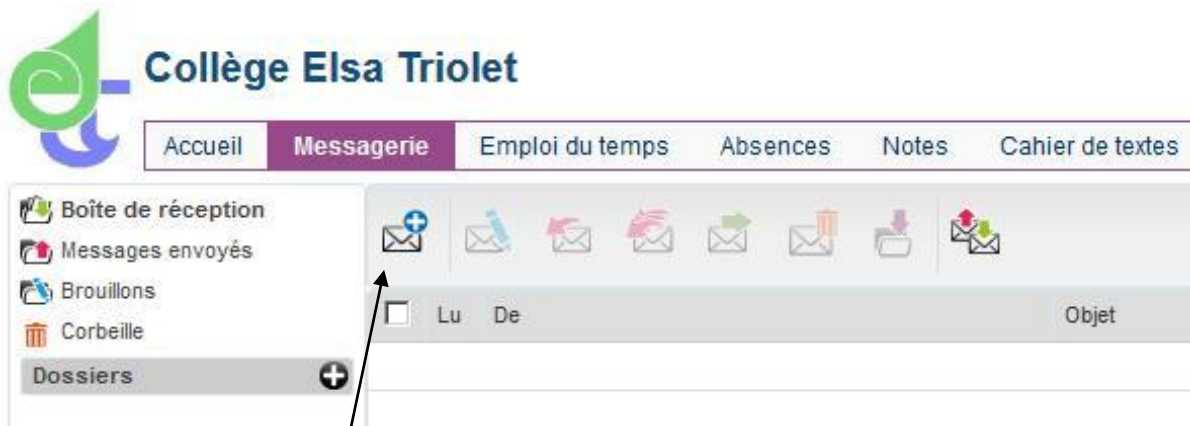 Collège Elsa Triolet
Accueil Messagerie Emploi du temps Absences Notes Cahier de textes
Boîte de réception
Messages envoyés
Brouillons
Corbeille
Dossiers
Lu De Objet